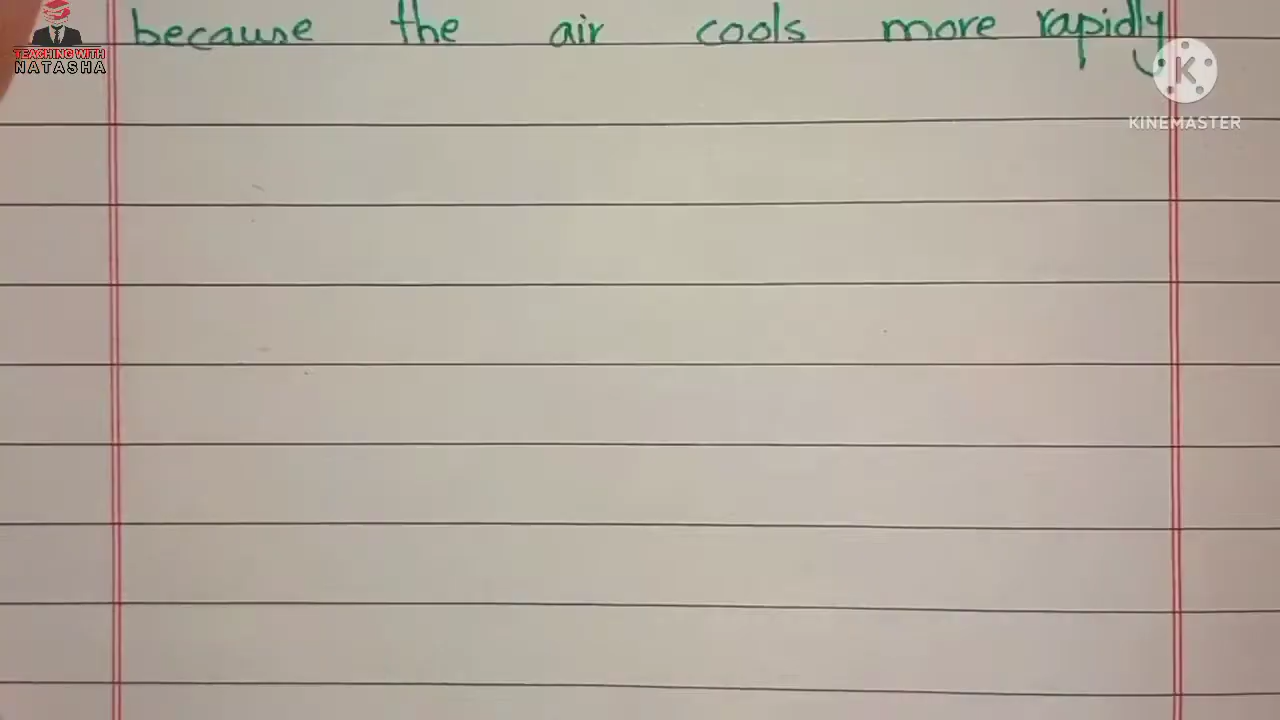 because the air cools more rapidly
TEACHING WITH
NATASHA
K
KINEMASTER